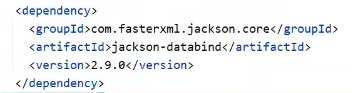 <dependency>
<groupId>com.fasterxml.jackson.core</groupId>
<artifactId>jackson-databind</artifactId>
<version>2.9.0</version>
</dependency>